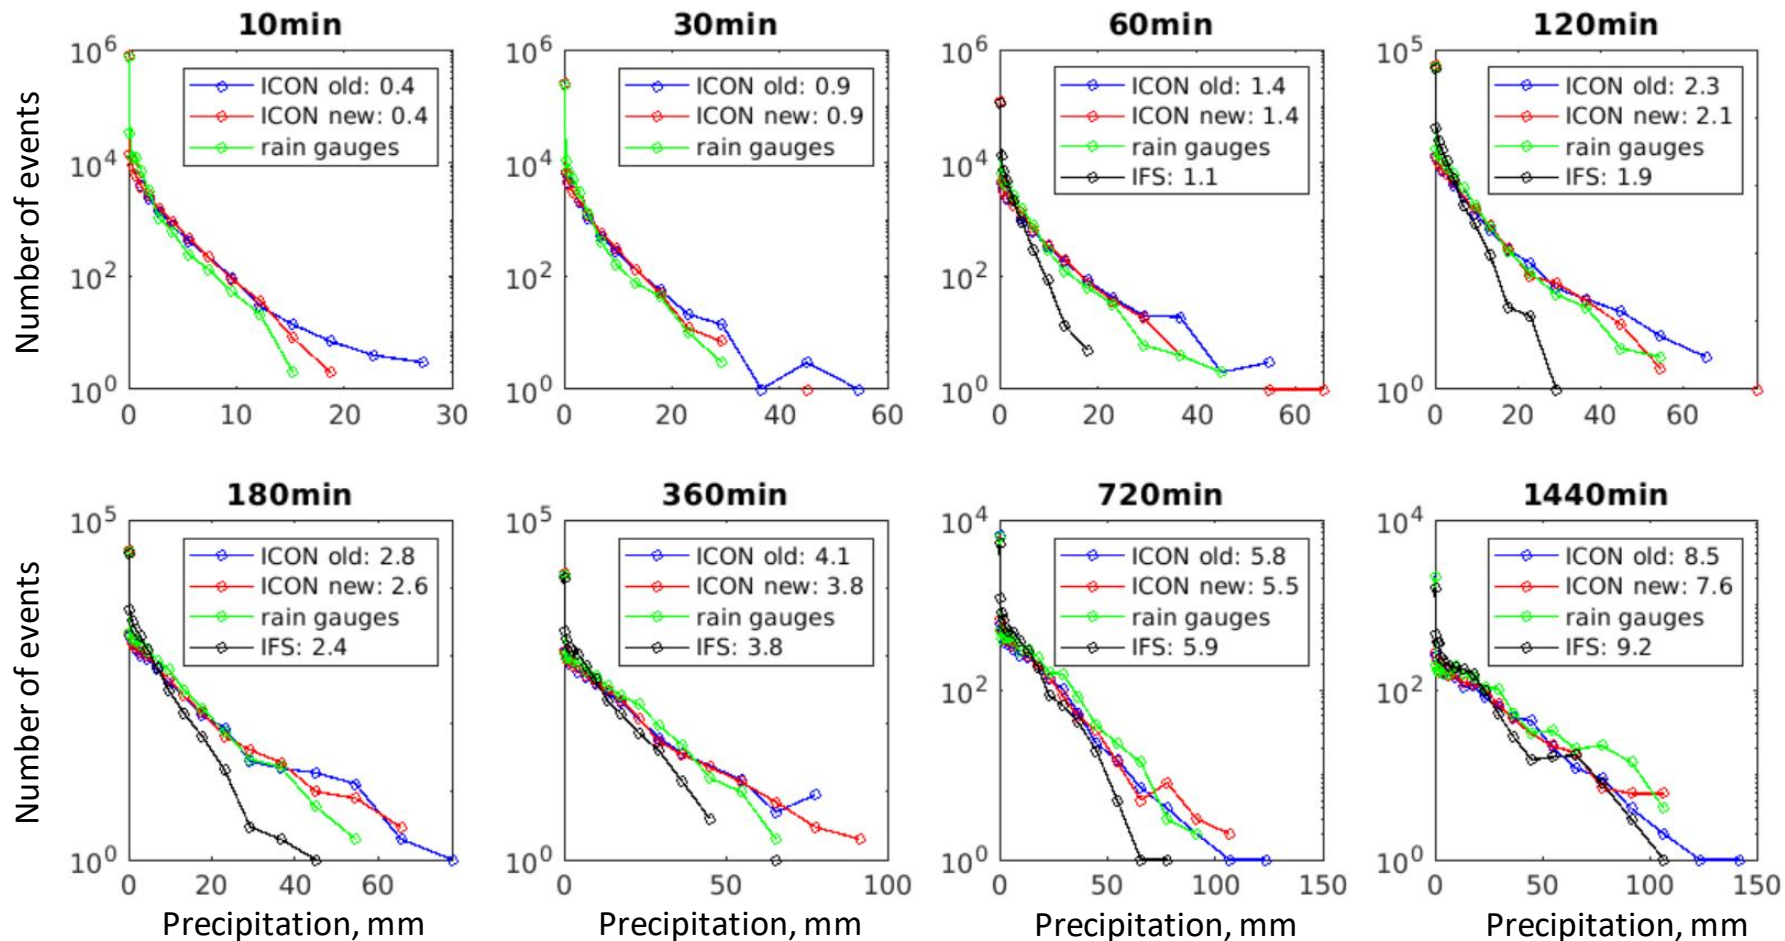 10min
30min
60min
120min
Number of events
10^6
10^4
10^2
10^0
0 10 20 30
ICON old: 0.4
ICON new: 0.4
rain gauges
10^6
10^4
10^2
10^0
0 20 40 60
ICON old: 0.9
ICON new: 0.9
rain gauges
10^6
10^4
10^2
10^0
0 20 40 60
ICON old: 1.4
ICON new: 1.4
rain gauges
IFS: 1.1
10^5
10^0
0 20 40 60
ICON old: 2.3
ICON new: 2.1
rain gauges
IFS: 1.9
180min
360min
720min
1440min
Number of events
10^5
10^0
0 20 40 60
ICON old: 2.8
ICON new: 2.6
rain gauges
IFS: 2.4
Precipitation, mm
10^5
10^0
0 50 100
ICON old: 4.1
ICON new: 3.8
rain gauges
IFS: 3.8
Precipitation, mm
10^4
10^2
10^0
0 50 100 150
ICON old: 5.8
ICON new: 5.5
rain gauges
IFS: 5.9
Precipitation, mm
10^4
10^2
10^0
0 50 100 150
ICON old: 8.5
ICON new: 7.6
rain gauges
IFS: 9.2
Precipitation, mm